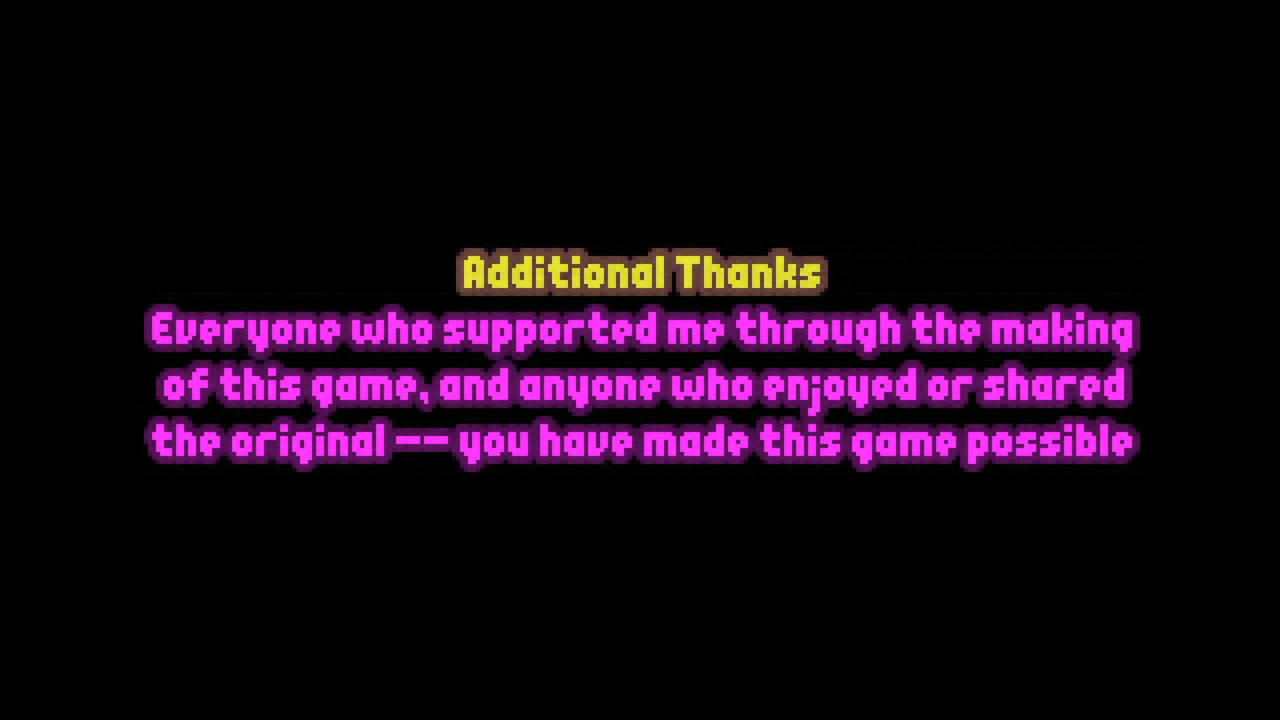 Additional Thanks
Everyone who supported me through the making
of this game, and anyone who enjoyed or shared
the original -- you have made this game possible